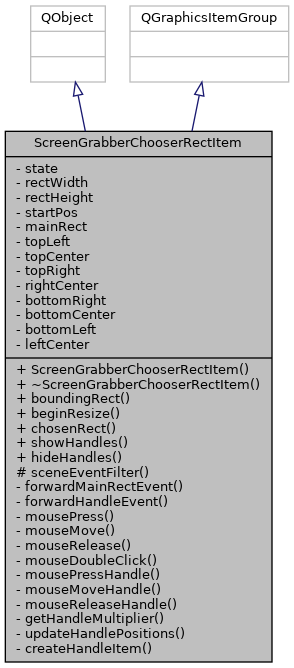 QObject
QGraphicsItemGroup
ScreenGrabberChooserRectItem
- state
- rectWidth
- rectHeight
- startPos
- mainRect
- topLeft
- topCenter
- topRight
- rightCenter
- bottomRight
- bottomCenter
- bottomLeft
- leftCenter
+ ScreenGrabberChooserRectItem()
+ ~ScreenGrabberChooserRectItem()
+ boundingRect()
+ beginResize()
+ chosenRect()
+ showHandles()
+ hideHandles()
# sceneEventFilter()
- forwardMainRectEvent()
- forwardHandleEvent()
- mousePress()
- mouseMove()
- mouseRelease()
- mouseDoubleClick()
- mousePressHandle()
- mouseMoveHandle()
- mouseReleaseHandle()
- getHandleMultiplier()
- updateHandlePositions()
- createHandleItem()